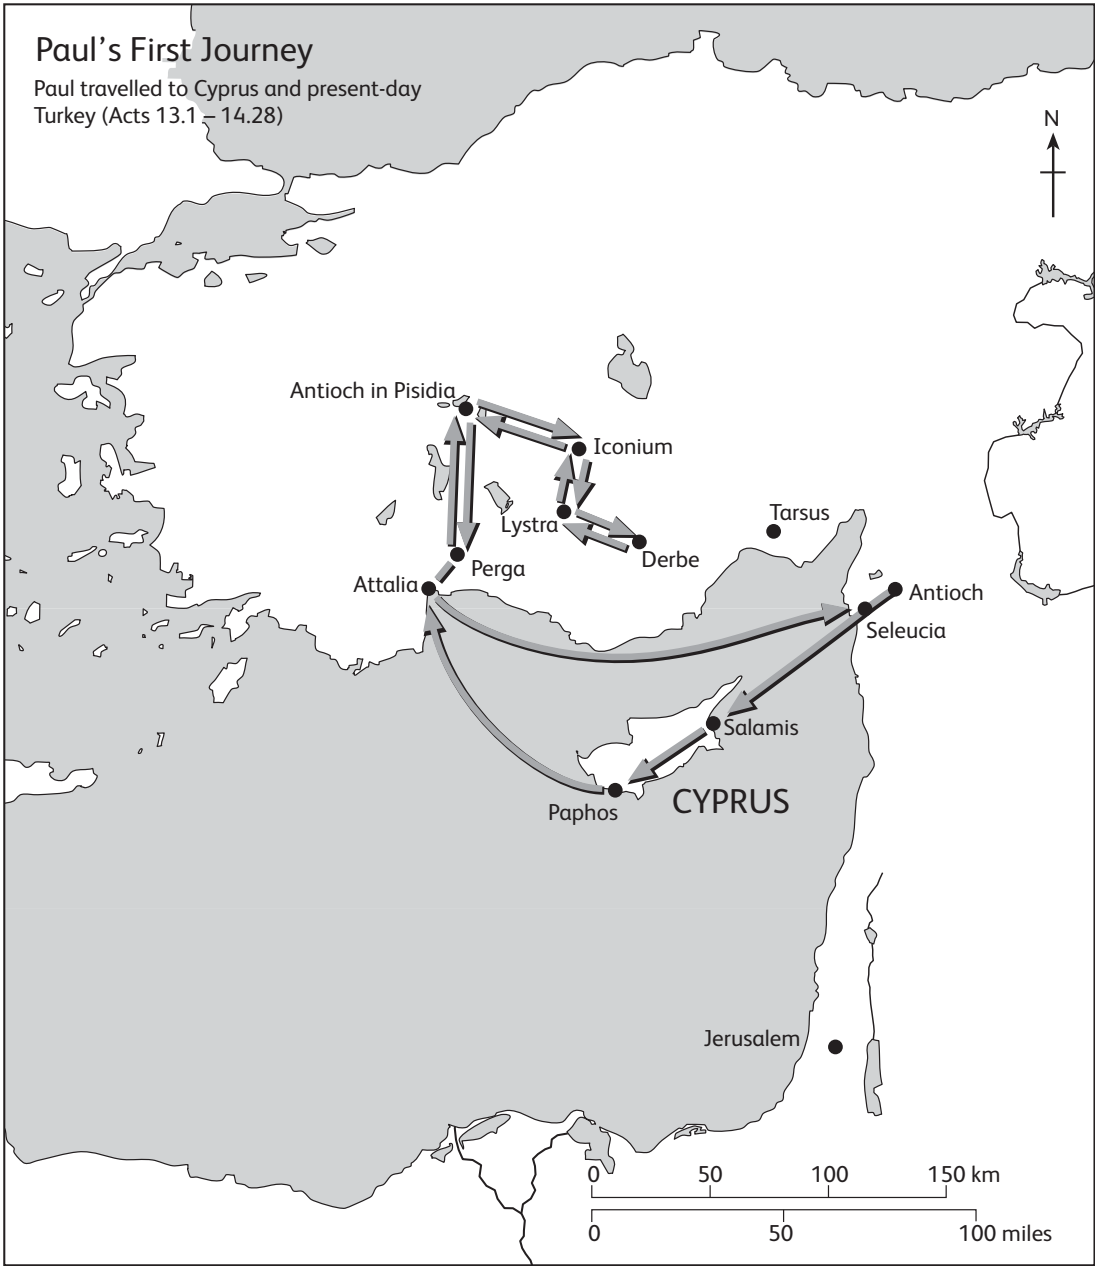 Paul's First Journey
Paul travelled to Cyprus and present-day
Turkey (Acts 13.1 – 14.28)
N
Antioch in Pisidia
Iconium
Lystra
Tarsus
Derbe
Perga
Attalia
Antioch
Seleucia
Salamis
CYPRUS
Paphos
Jerusalem
0 50 100 150 km
0 50 100 miles